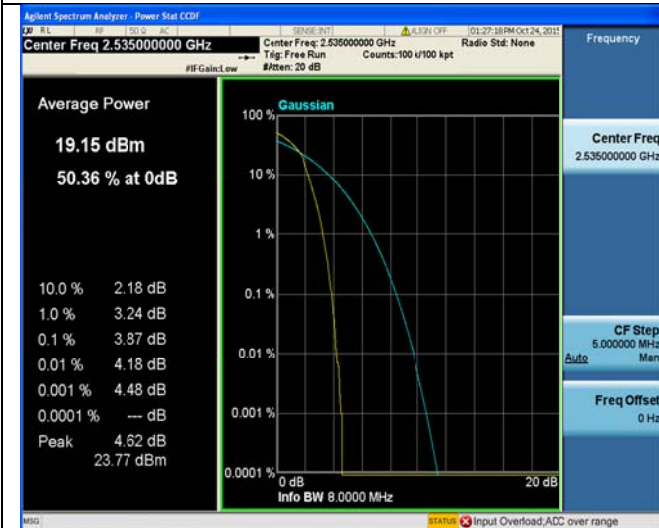 Agilent Spectrum Analyzer - Power Stat CCDF
RL RF 50 Ω AC SENSE:INT ALIGN OFF 01:27:18 PM Oct 24, 2015
Center Freq 2.535000000 GHz
Center Freq: 2.535000000 GHz Radio Std: None
Trig: Free Run Counts:100 k/100 kpt
#IFGain:Low #Atten: 20 dB
Frequency
Average Power
19.15 dBm
50.36 % at 0dB
10.0 % 2.18 dB
1.0 % 3.24 dB
0.1 % 3.87 dB
0.01 % 4.18 dB
0.001 % 4.48 dB
0.0001 % --- dB
Peak 4.62 dB
23.77 dBm
Gaussian
100 %
10 %
1 %
0.1 %
0.01 %
0.001 %
0.0001 %
0 dB 20 dB
Info BW 8.0000 MHz
Center Freq
2.535000000 GHz
CF Step
5.000000 MHz
Auto Man
Freq Offset
0 Hz
MSG STATUS Input Overload;ADC over range